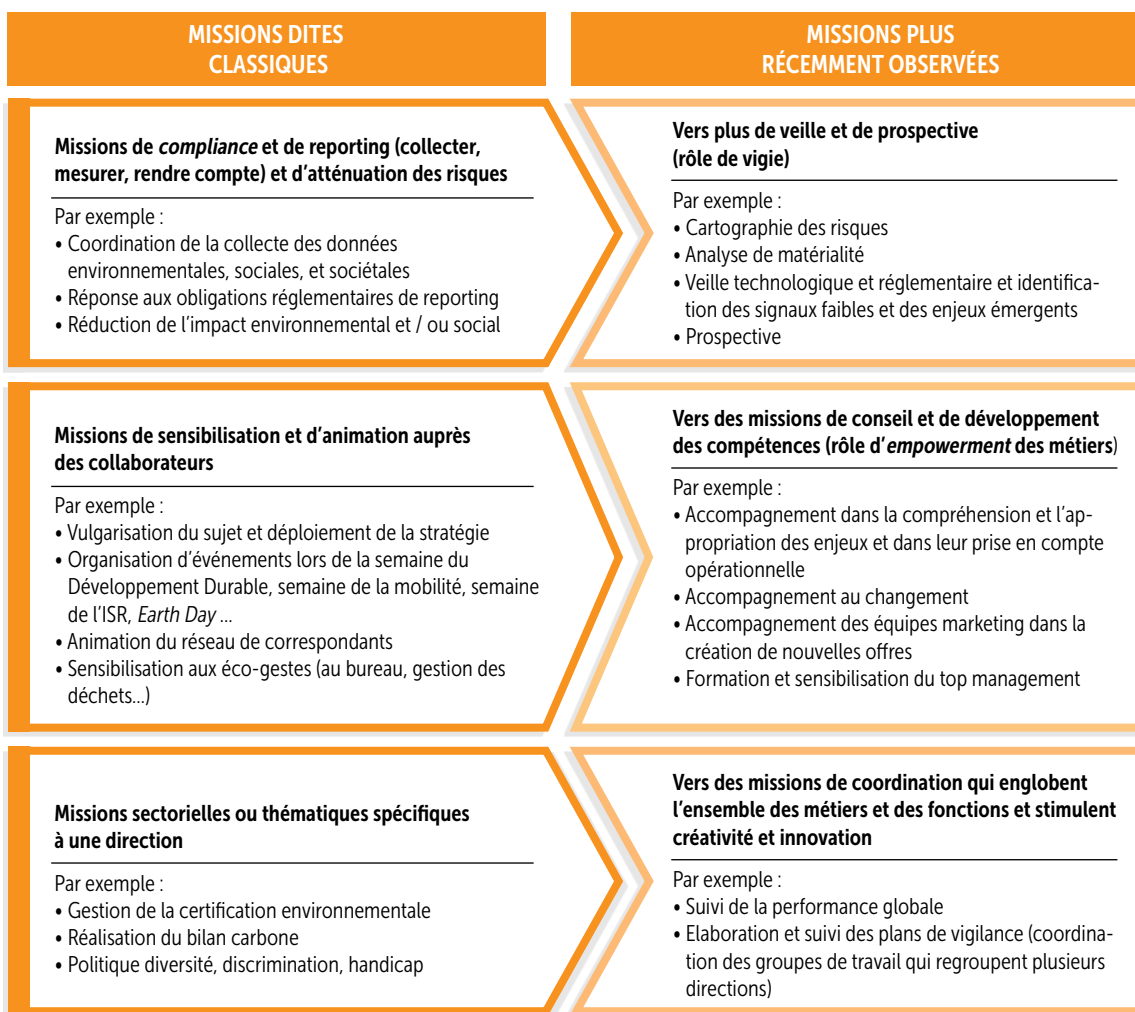 MISSIONS DITES
CLASSIQUES
MISSIONS PLUS
RÉCEMMENT OBSERVÉES
Missions de compliance et de reporting (collecter,
mesurer, rendre compte) et d'atténuation des risques
Par exemple :
• Coordination de la collecte des données
environnementales, sociales, et sociétales
• Réponse aux obligations réglementaires de reporting
• Réduction de l'impact environnemental et / ou social
Vers plus de veille et de prospective
(rôle de vigie)
Par exemple :
• Cartographie des risques
• Analyse de matérialité
• Veille technologique et réglementaire et identifica-
tion des signaux faibles et des enjeux émergents
• Prospective
Missions de sensibilisation et d'animation auprès
des collaborateurs
Par exemple :
• Vulgarisation du sujet et déploiement de la stratégie
• Organisation d'événements lors de la semaine du
Développement Durable, semaine de la mobilité, semaine
de l'ISR, Earth Day ...
• Animation du réseau de correspondants
• Sensibilisation aux éco-gestes (au bureau, gestion des
déchets...)
Vers des missions de conseil et de développement
des compétences (rôle d'empowerment des métiers)
Par exemple :
• Accompagnement dans la compréhension et l'ap-
propriation des enjeux et dans leur prise en compte
opérationnelle
• Accompagnement au changement
• Accompagnement des équipes marketing dans la
création de nouvelles offres
• Formation et sensibilisation du top management
Missions sectorielles ou thématiques spécifiques
à une direction
Par exemple :
• Gestion de la certification environnementale
• Réalisation du bilan carbone
• Politique diversité, discrimination, handicap
Vers des missions de coordination qui englobent
l'ensemble des métiers et des fonctions et stimulent
créativité et innovation
Par exemple :
• Suivi de la performance globale
• Elaboration et suivi des plans de vigilance (coordina-
tion des groupes de travail qui regroupent plusieurs
directions)